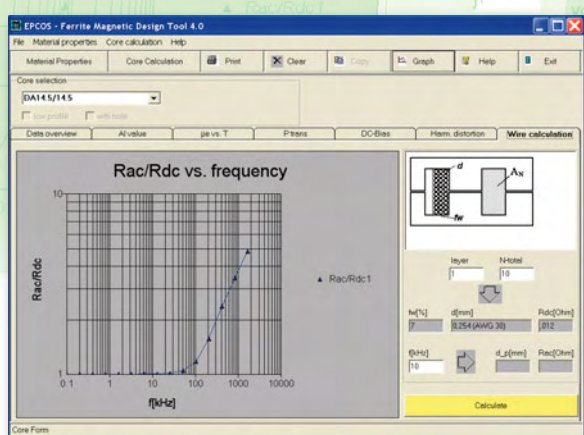 Rac/Rdc1
EPCOS - Ferrite Magnetic Design Tool 4.0
File Material properties Core calculation Help
Material Properties Core Calculation Print Clear Copy Graph Help Exit
Core selection
DA14.5/14.5
low profile with hole
Data overview Al value µe vs. T P trans DC-Bias Harm. distortion Wire calculation
Rac/Rdc vs. frequency
10
Rac/Rdc
Rac/Rdc1
1
0.1 1 10 100 1000 10000
f[kHz]
d
AN
fw
layer N-total
1 10
fw[%] d[mm] Rdc[Ohm]
7 0,254 (AWG 30) .012
f[kHz] d_p[mm] Rac[Ohm]
10
Calculate
Core Form